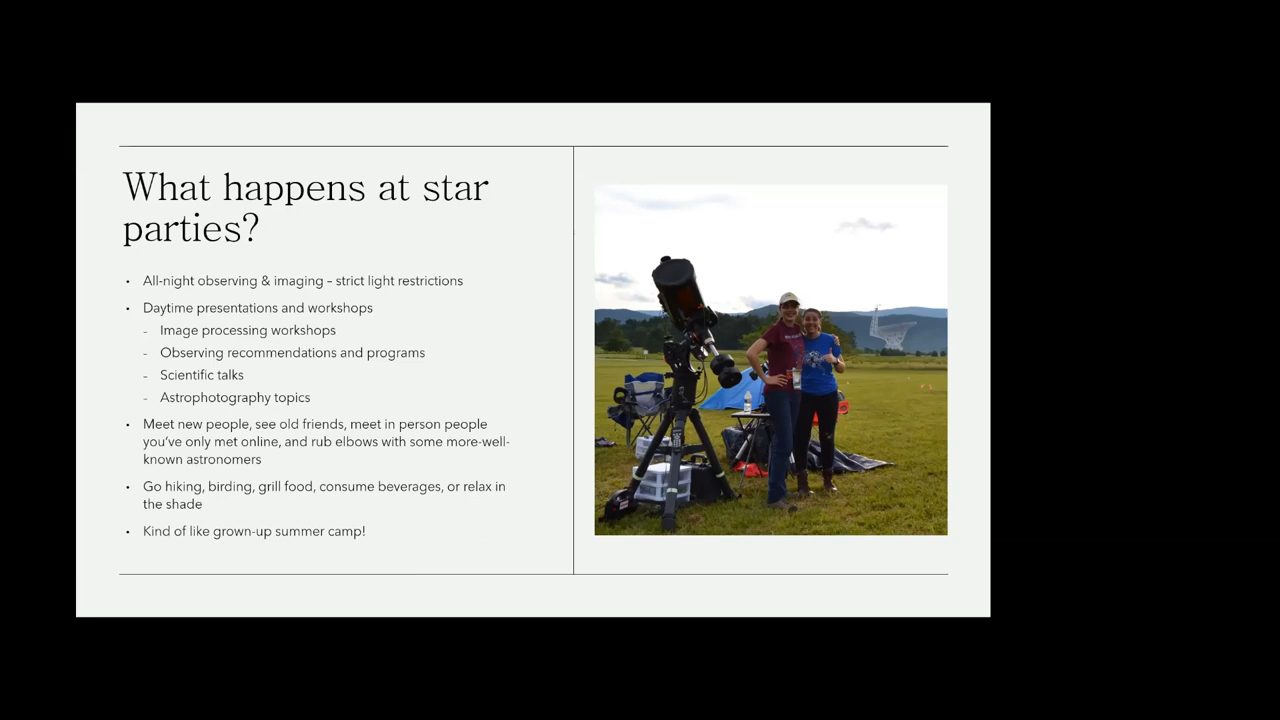 What happens at star
parties?
• All-night observing & imaging – strict light restrictions
• Daytime presentations and workshops
- Image processing workshops
- Observing recommendations and programs
- Scientific talks
- Astrophotography topics
• Meet new people, see old friends, meet in person people
you’ve only met online, and rub elbows with some more-well-
known astronomers
• Go hiking, birding, grill food, consume beverages, or relax in
the shade
• Kind of like grown-up summer camp!